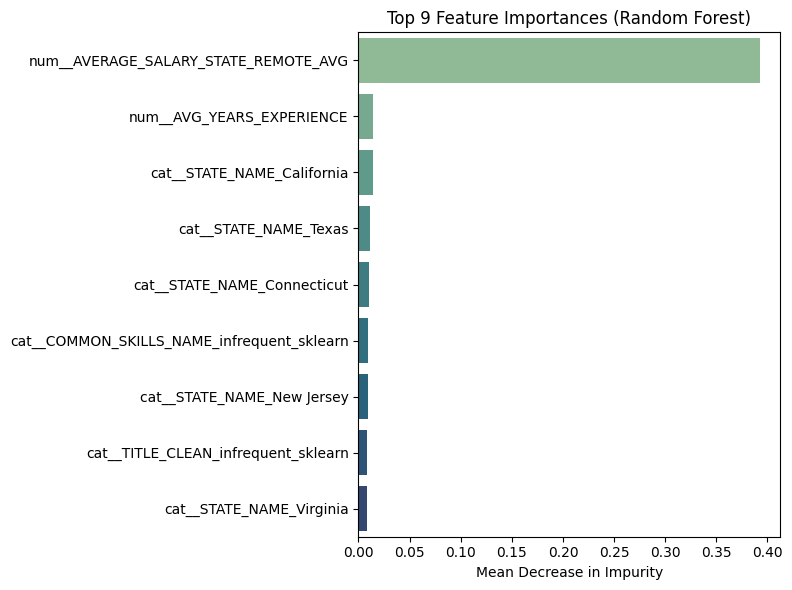 Top 9 Feature Importances (Random Forest)
num__AVERAGE_SALARY_STATE_REMOTE_AVG
num__AVG_YEARS_EXPERIENCE
cat__STATE_NAME_California
cat__STATE_NAME_Texas
cat__STATE_NAME_Connecticut
cat__COMMON_SKILLS_NAME_infrequent_sklearn
cat__STATE_NAME_New Jersey
cat__TITLE_CLEAN_infrequent_sklearn
cat__STATE_NAME_Virginia
0.00 0.05 0.10 0.15 0.20 0.25 0.30 0.35 0.40
Mean Decrease in Impurity